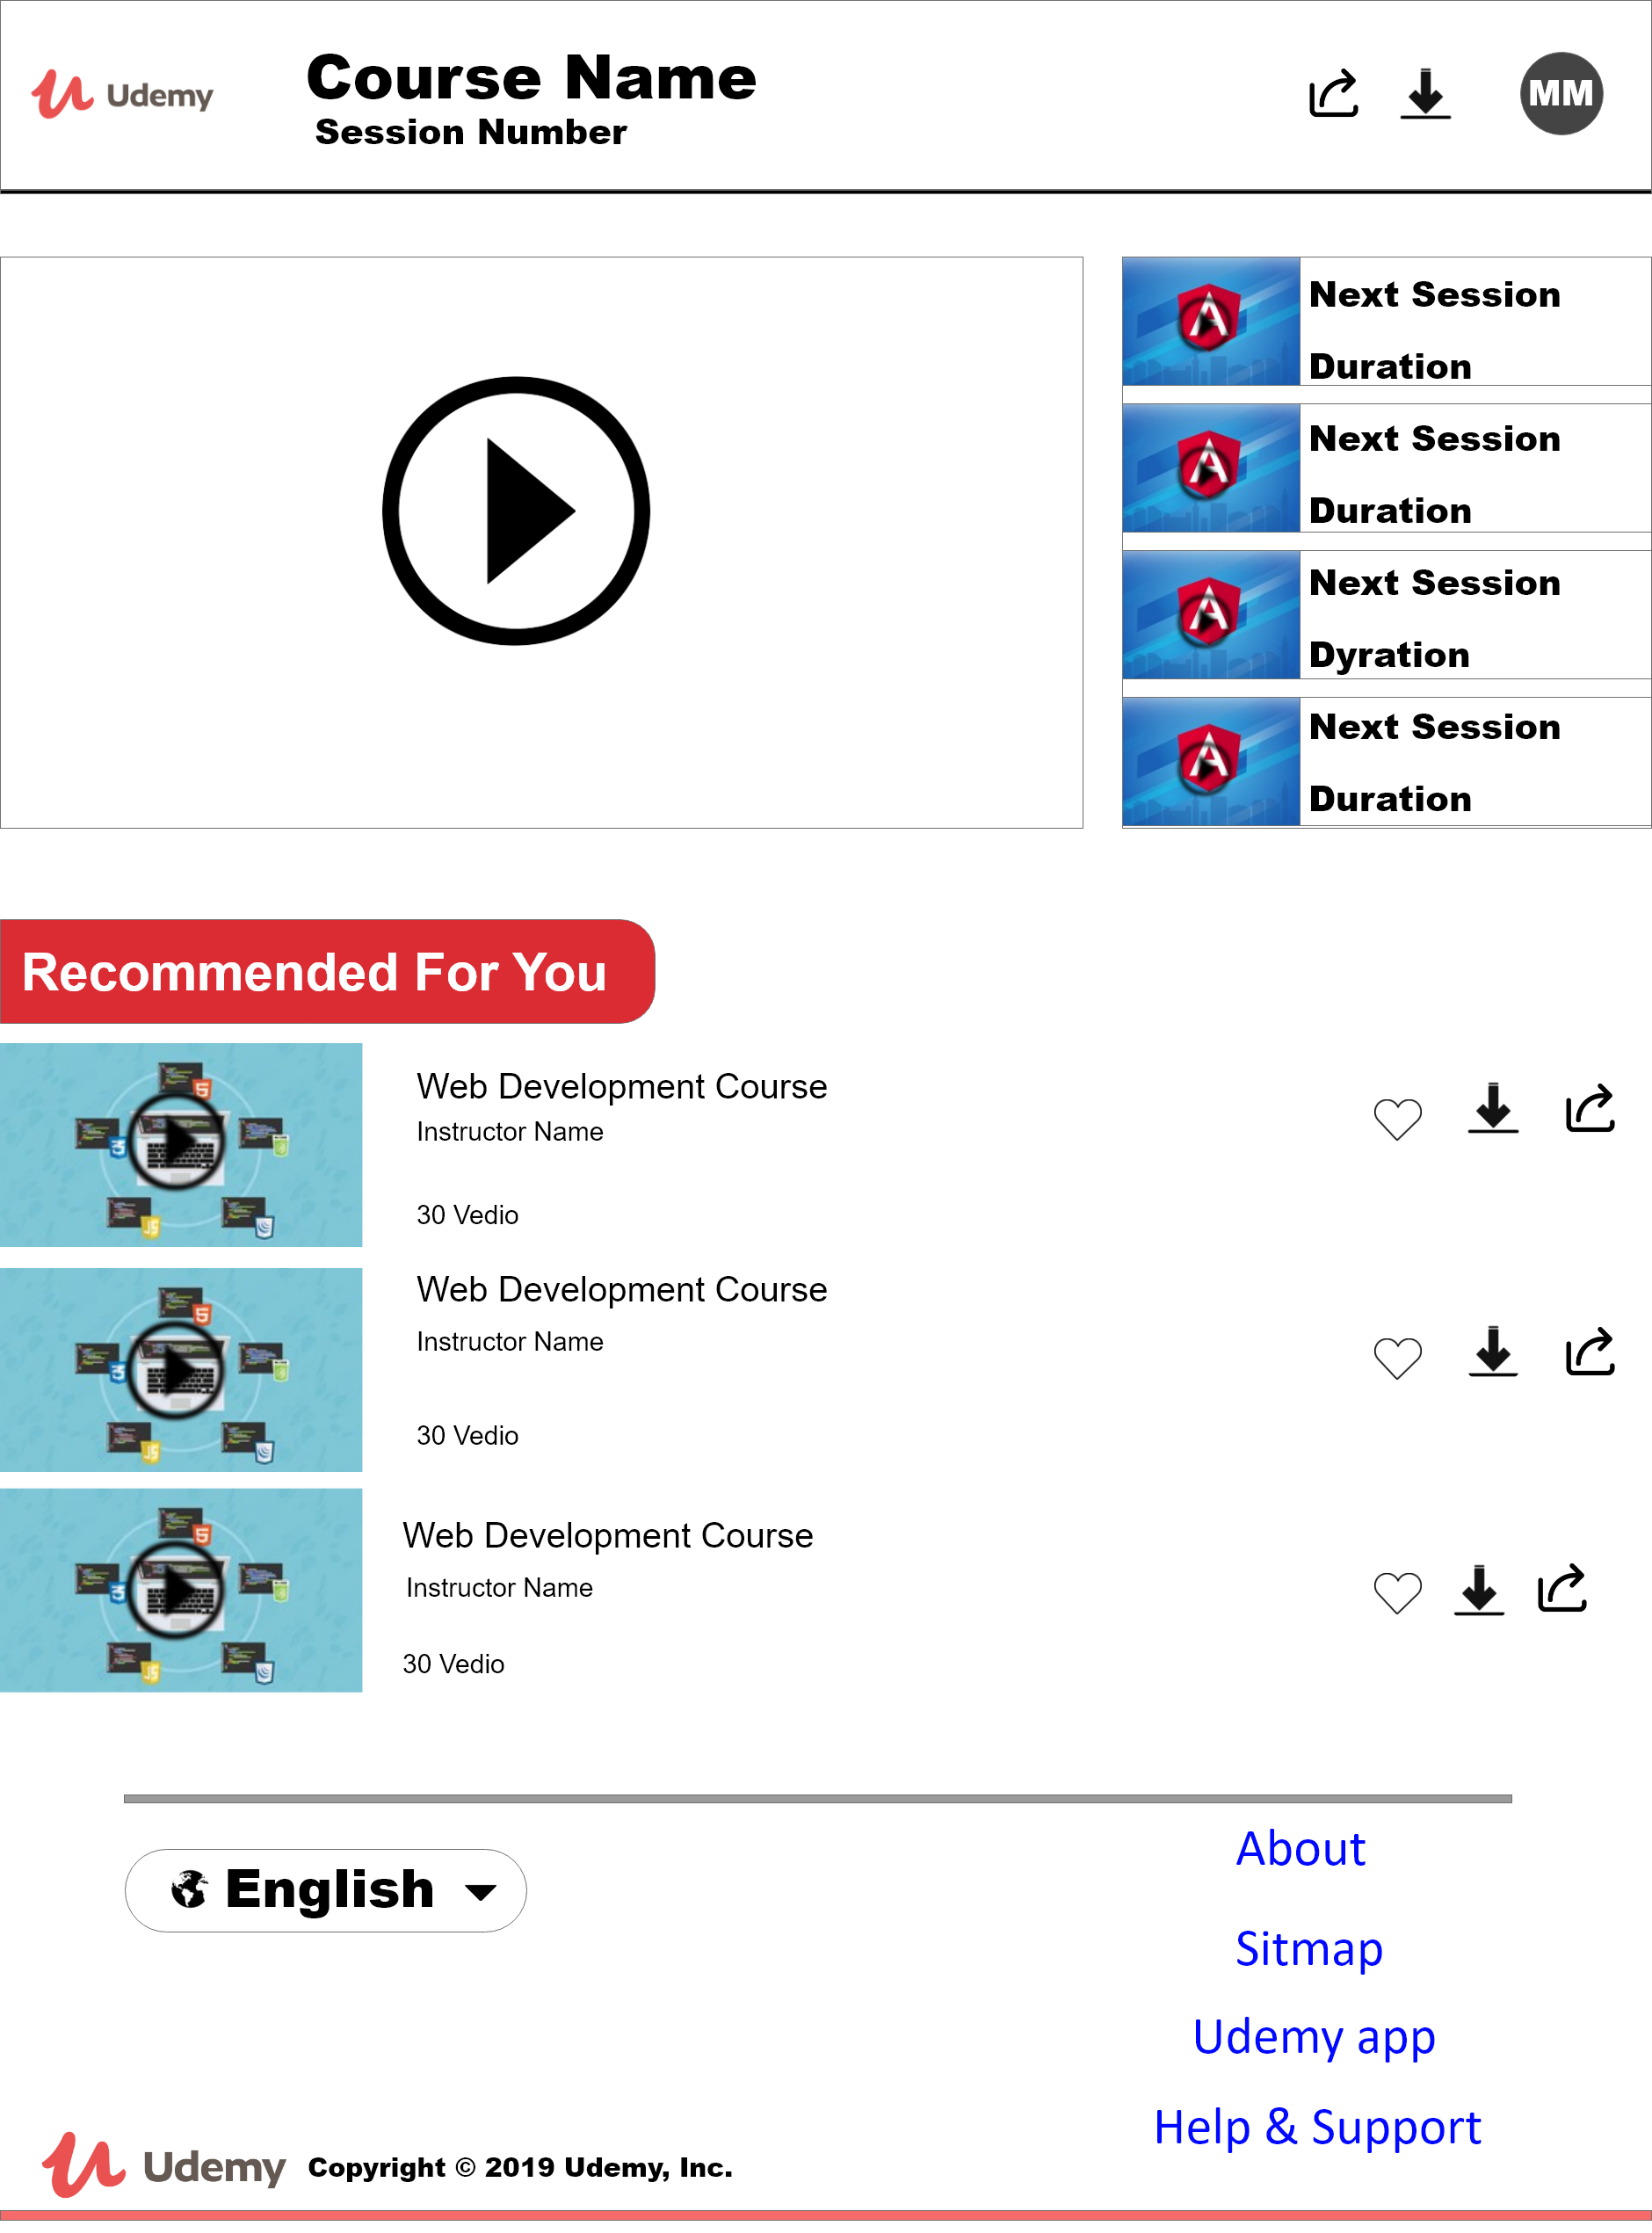 Udemy
Course Name
Session Number
MM
Next Session
Duration
Next Session
Duration
Next Session
Dyration
Next Session
Duration
Recommended For You
Web Development Course
Instructor Name
30 Vedio
Web Development Course
Instructor Name
30 Vedio
Web Development Course
Instructor Name
30 Vedio
English
About
Sitmap
Udemy app
Help & Support
Udemy Copyright © 2019 Udemy, Inc.